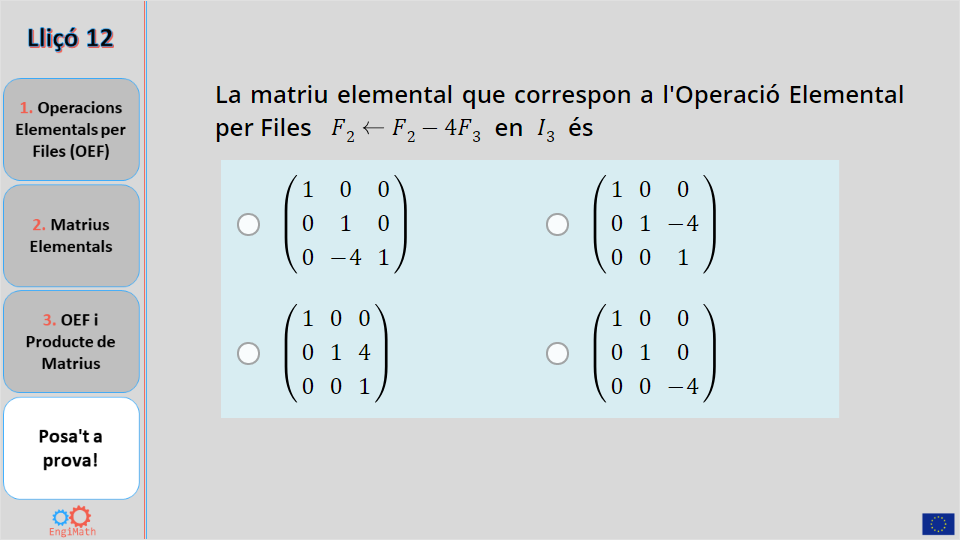 Lliçó 12
1. Operacions
Elementals per
Files (OEF)
2. Matrius
Elementals
3. OEF i
Producte de
Matrius
Posa't a
prova!
EngiMath
La matriu elemental que correspon a l'Operació Elemental
per Files F₂ ← F₂ − 4F₃ en I₃ és
1 0 0
0 1 0
0 −4 1
1 0 0
0 1 −4
0 0 1
1 0 0
0 1 4
0 0 1
1 0 0
0 1 0
0 0 −4